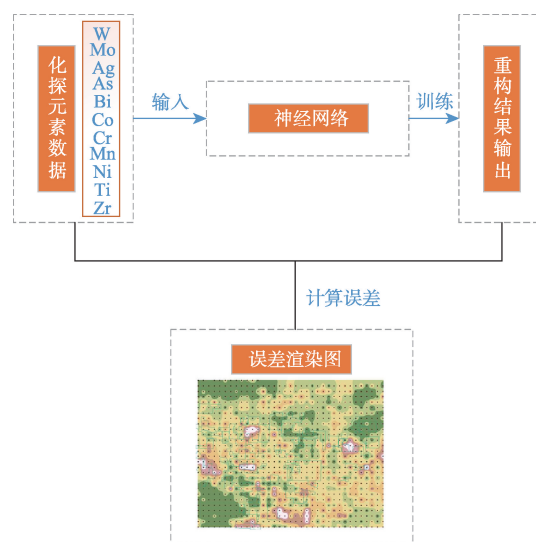 化探元素数据
W
Mo
Ag
As
Bi
Co
Cr
Mn
Ni
Ti
Zr
输入
神经网络
训练
重构结果输出
计算误差
误差渲染图